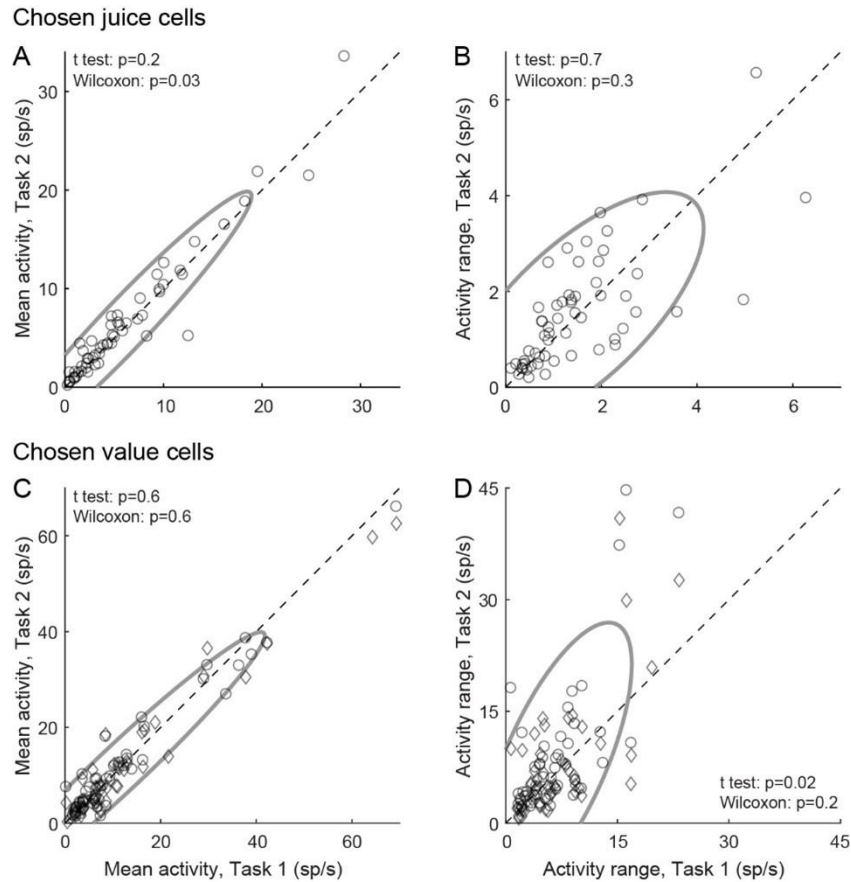 Chosen juice cells
A
t test: p=0.2
Wilcoxon: p=0.03
Mean activity, Task 2 (sp/s)
30
20
10
0
0 10 20 30
B
t test: p=0.7
Wilcoxon: p=0.3
Activity range, Task 2 (sp/s)
6
4
2
0
0 2 4 6
Chosen value cells
C
t test: p=0.6
Wilcoxon: p=0.6
Mean activity, Task 2 (sp/s)
60
40
20
0
0 20 40 60
Mean activity, Task 1 (sp/s)
D
45
30
15
0
Activity range, Task 2 (sp/s)
t test: p=0.02
Wilcoxon: p=0.2
0 15 30 45
Activity range, Task 1 (sp/s)